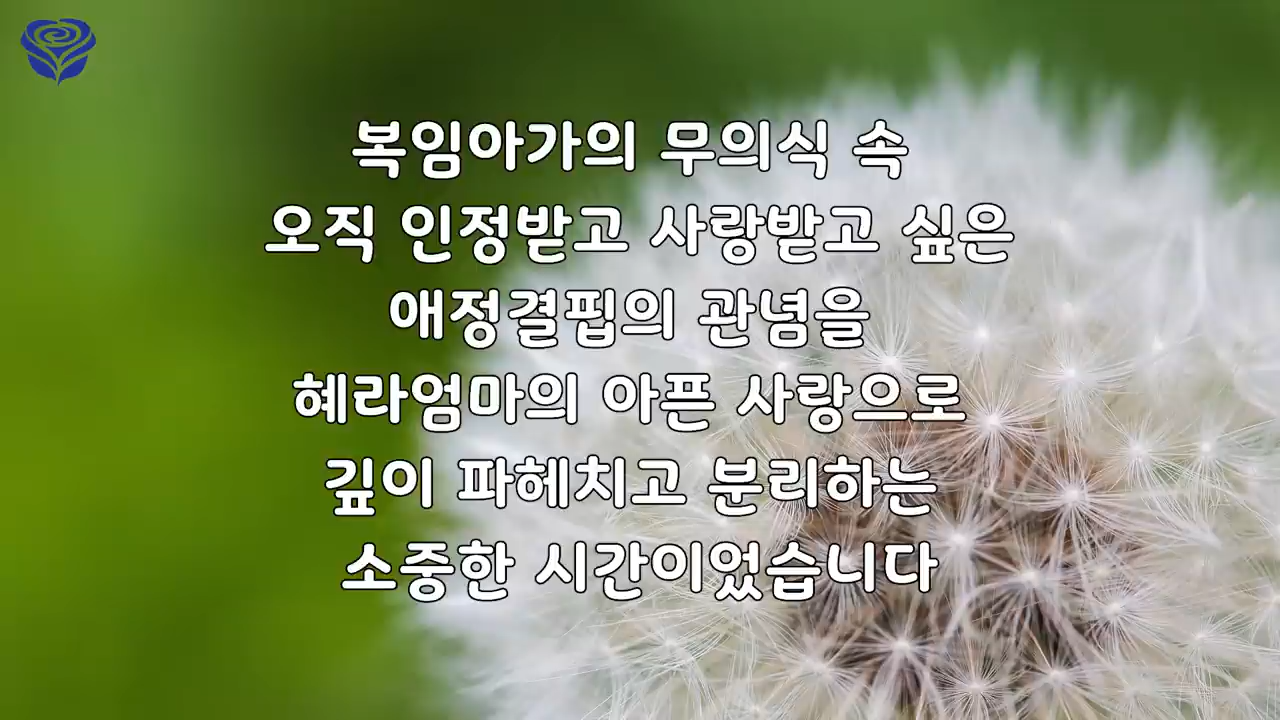 복임아가의 무의식 속
오직 인정받고 사랑받고 싶은
애정결핍의 관념을
혜라엄마의 아픈 사랑으로
깊이 파헤치고 분리하는
소중한 시간이었습니다